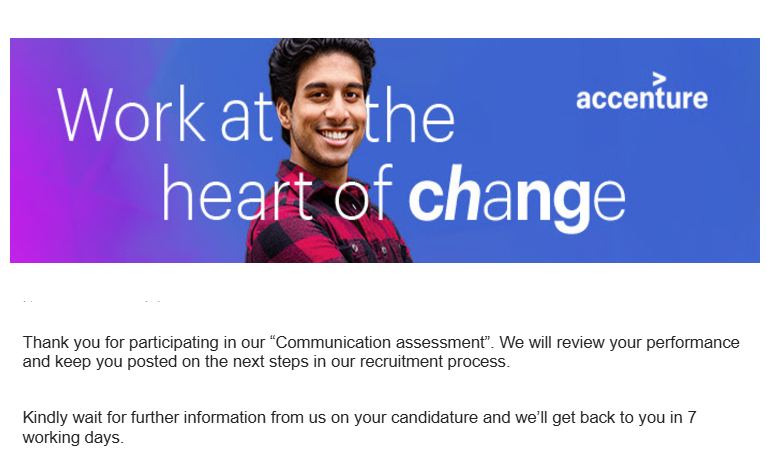 Work at the
accenture
heart of change
Thank you for participating in our “Communication assessment”. We will review your performance
and keep you posted on the next steps in our recruitment process.
Kindly wait for further information from us on your candidature and we’ll get back to you in 7
working days.